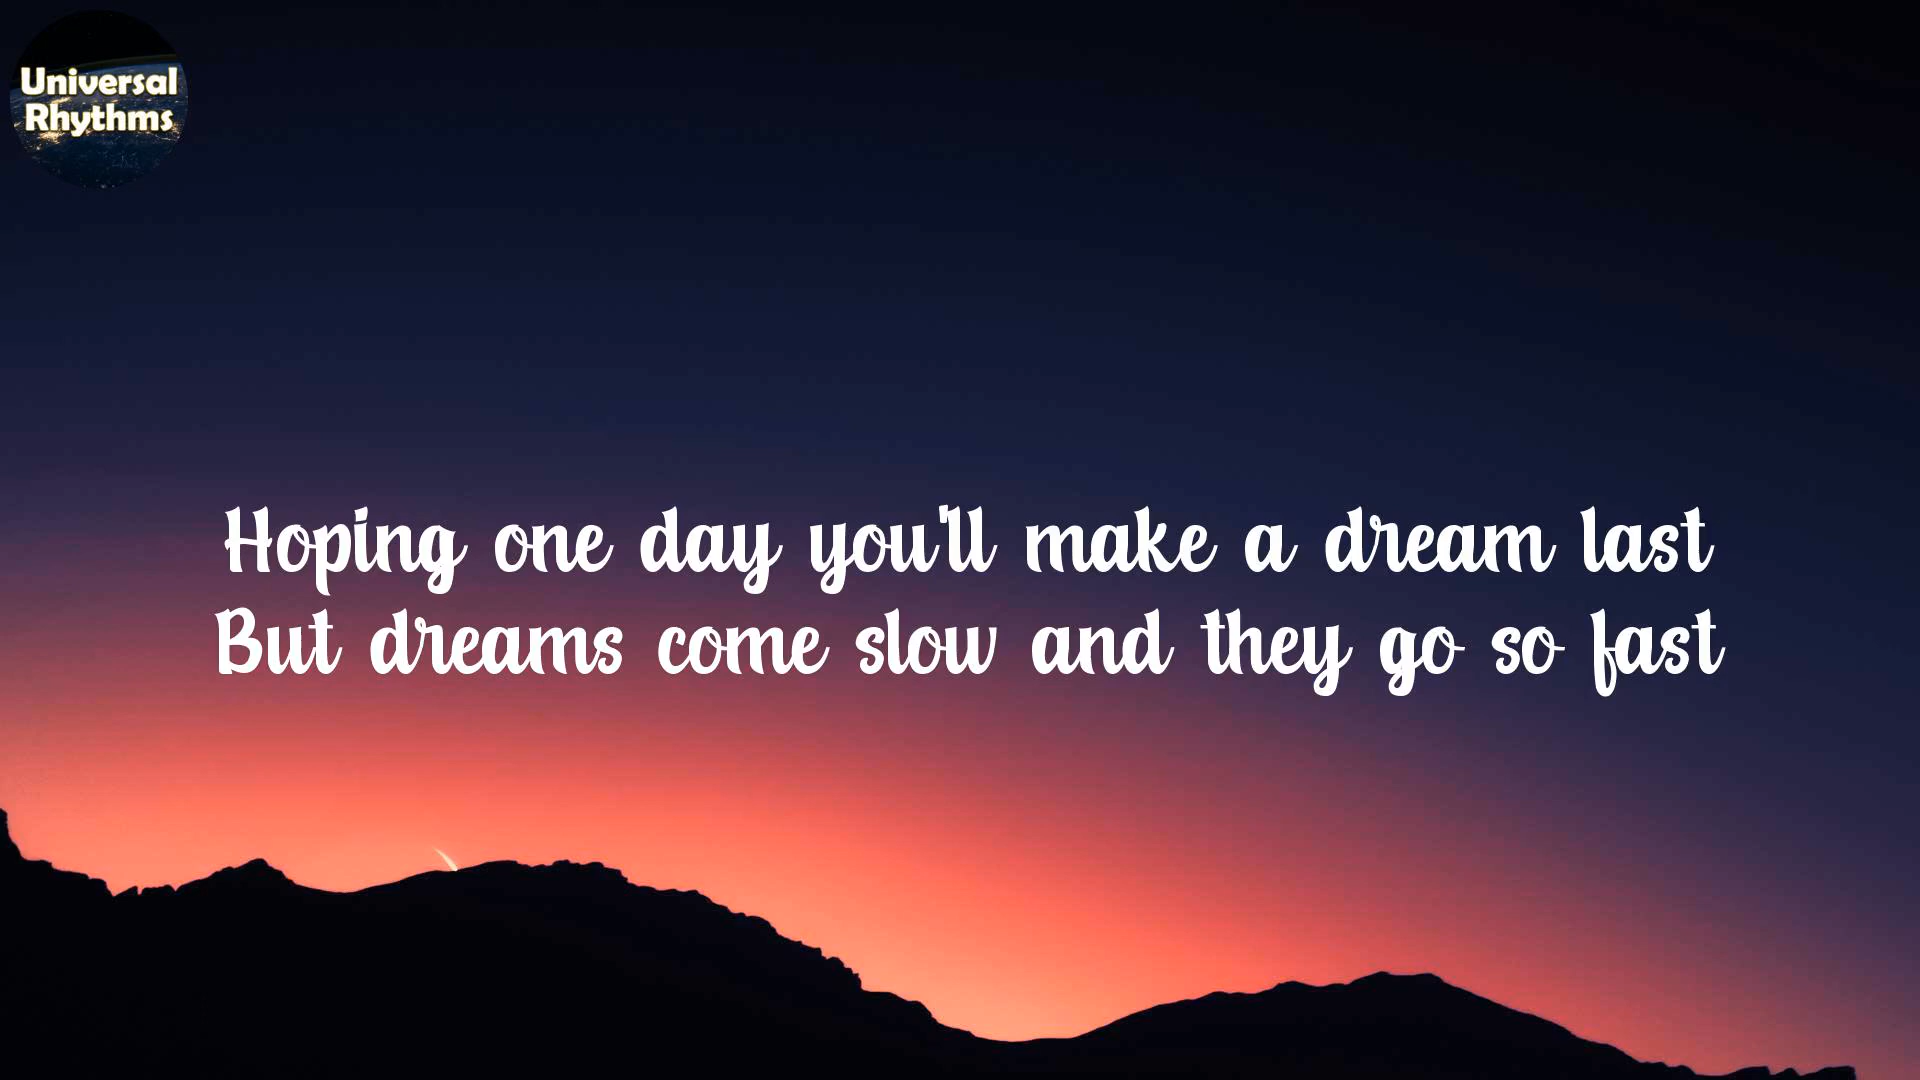 Universal
Rhythms
Hoping one day you'll make a dream last
But dreams come slow and they go so fast